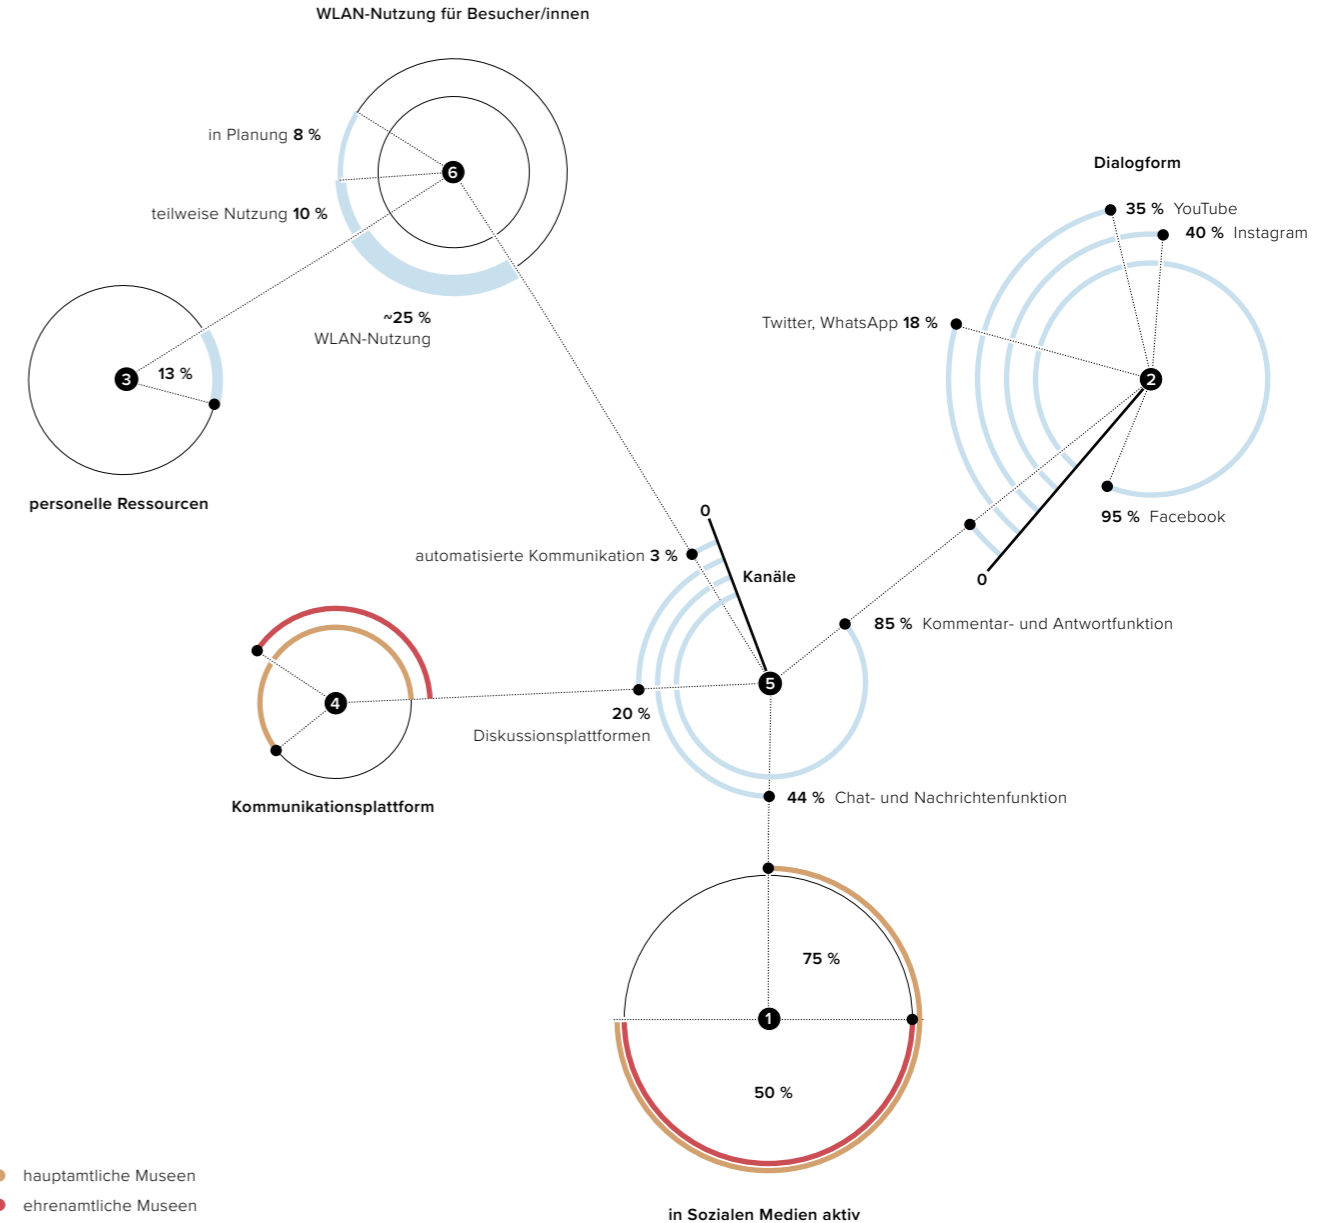 WLAN-Nutzung für Besucher/innen
6
in Planung 8 %
teilweise Nutzung 10 %
~25 %
WLAN-Nutzung
Dialogform
35 % YouTube
40 % Instagram
Twitter, WhatsApp 18 %
2
95 % Facebook
0
3
13 %
personelle Ressourcen
0
automatisierte Kommunikation 3 %
Kanäle
85 % Kommentar- und Antwortfunktion
5
20 %
Diskussionsplattformen
44 % Chat- und Nachrichtenfunktion
4
Kommunikationsplattform
75 %
1
50 %
in Sozialen Medien aktiv
hauptamtliche Museen
ehrenamtliche Museen